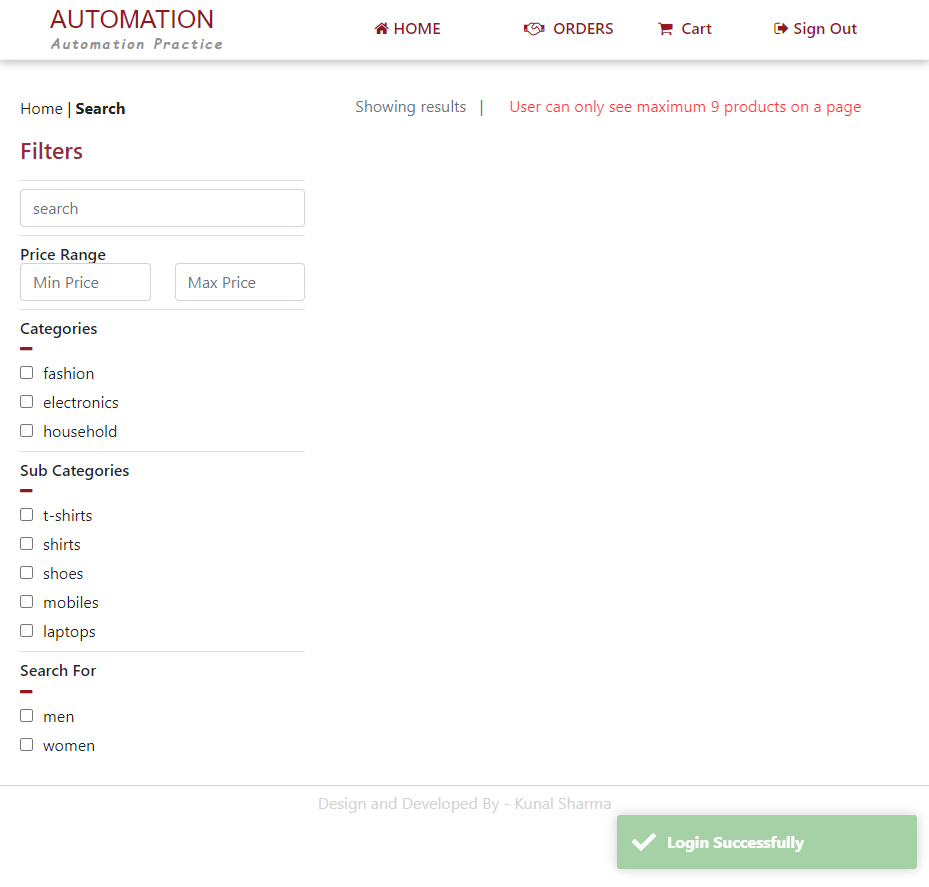 AUTOMATION
Automation Practice
HOME
ORDERS
Cart
Sign Out
Home | Search
Showing results |
User can only see maximum 9 products on a page
Filters
search
Price Range
Min Price
Max Price
Categories
fashion
electronics
household
Sub Categories
t-shirts
shirts
shoes
mobiles
laptops
Search For
men
women
Design and Developed By - Kunal Sharma
Login Successfully